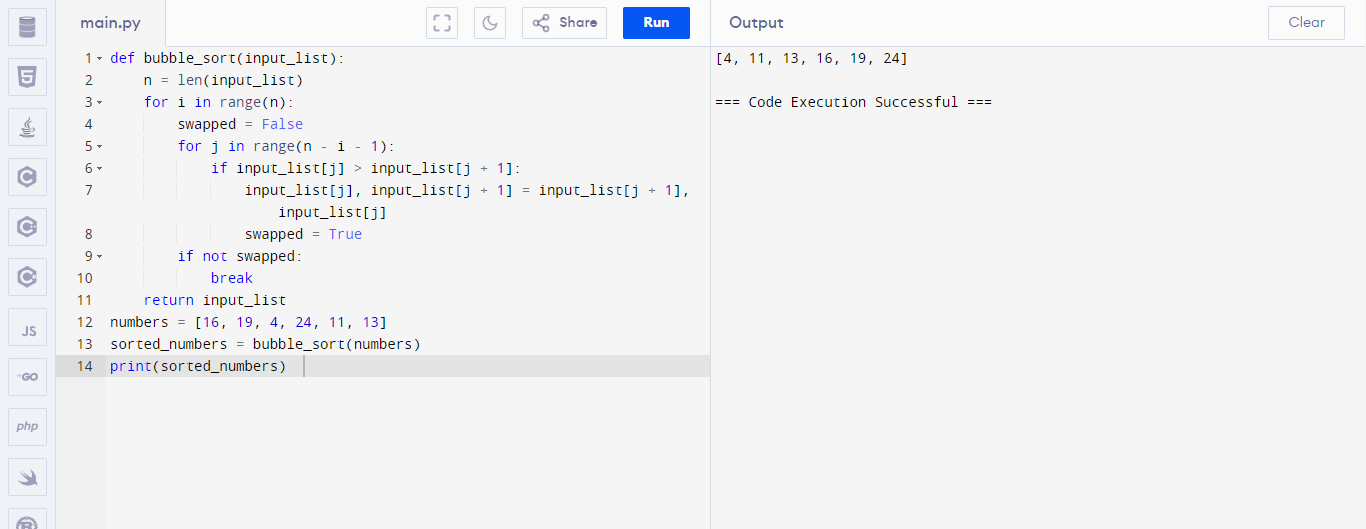 main.py
Share
Run
Output
Clear
1 def bubble_sort(input_list):
2     n = len(input_list)
3     for i in range(n):
4         swapped = False
5         for j in range(n - i - 1):
6             if input_list[j] > input_list[j + 1]:
7                 input_list[j], input_list[j + 1] = input_list[j + 1],
                    input_list[j]
8                 swapped = True
9         if not swapped:
10             break
11     return input_list
12 numbers = [16, 19, 4, 24, 11, 13]
13 sorted_numbers = bubble_sort(numbers)
14 print(sorted_numbers)
[4, 11, 13, 16, 19, 24]
=== Code Execution Successful ===
5
C
C
C
JS
GO
php
R